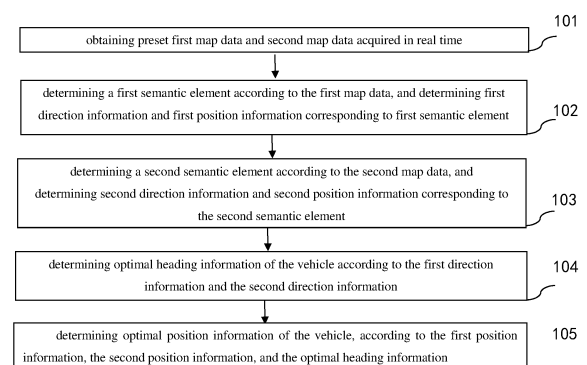 101
obtaining preset first map data and second map data acquired in real time
determining a first semantic element according to the first map data, and determining first
direction information and first position information corresponding to first semantic element
102
determining a second semantic element according to the second map data, and
determining second direction information and second position information corresponding to
the second semantic element
103
determining optimal heading information of the vehicle according to the first direction
information and the second direction information
104
determining optimal position information of the vehicle, according to the first position
information, the second position information, and the optimal heading information
105